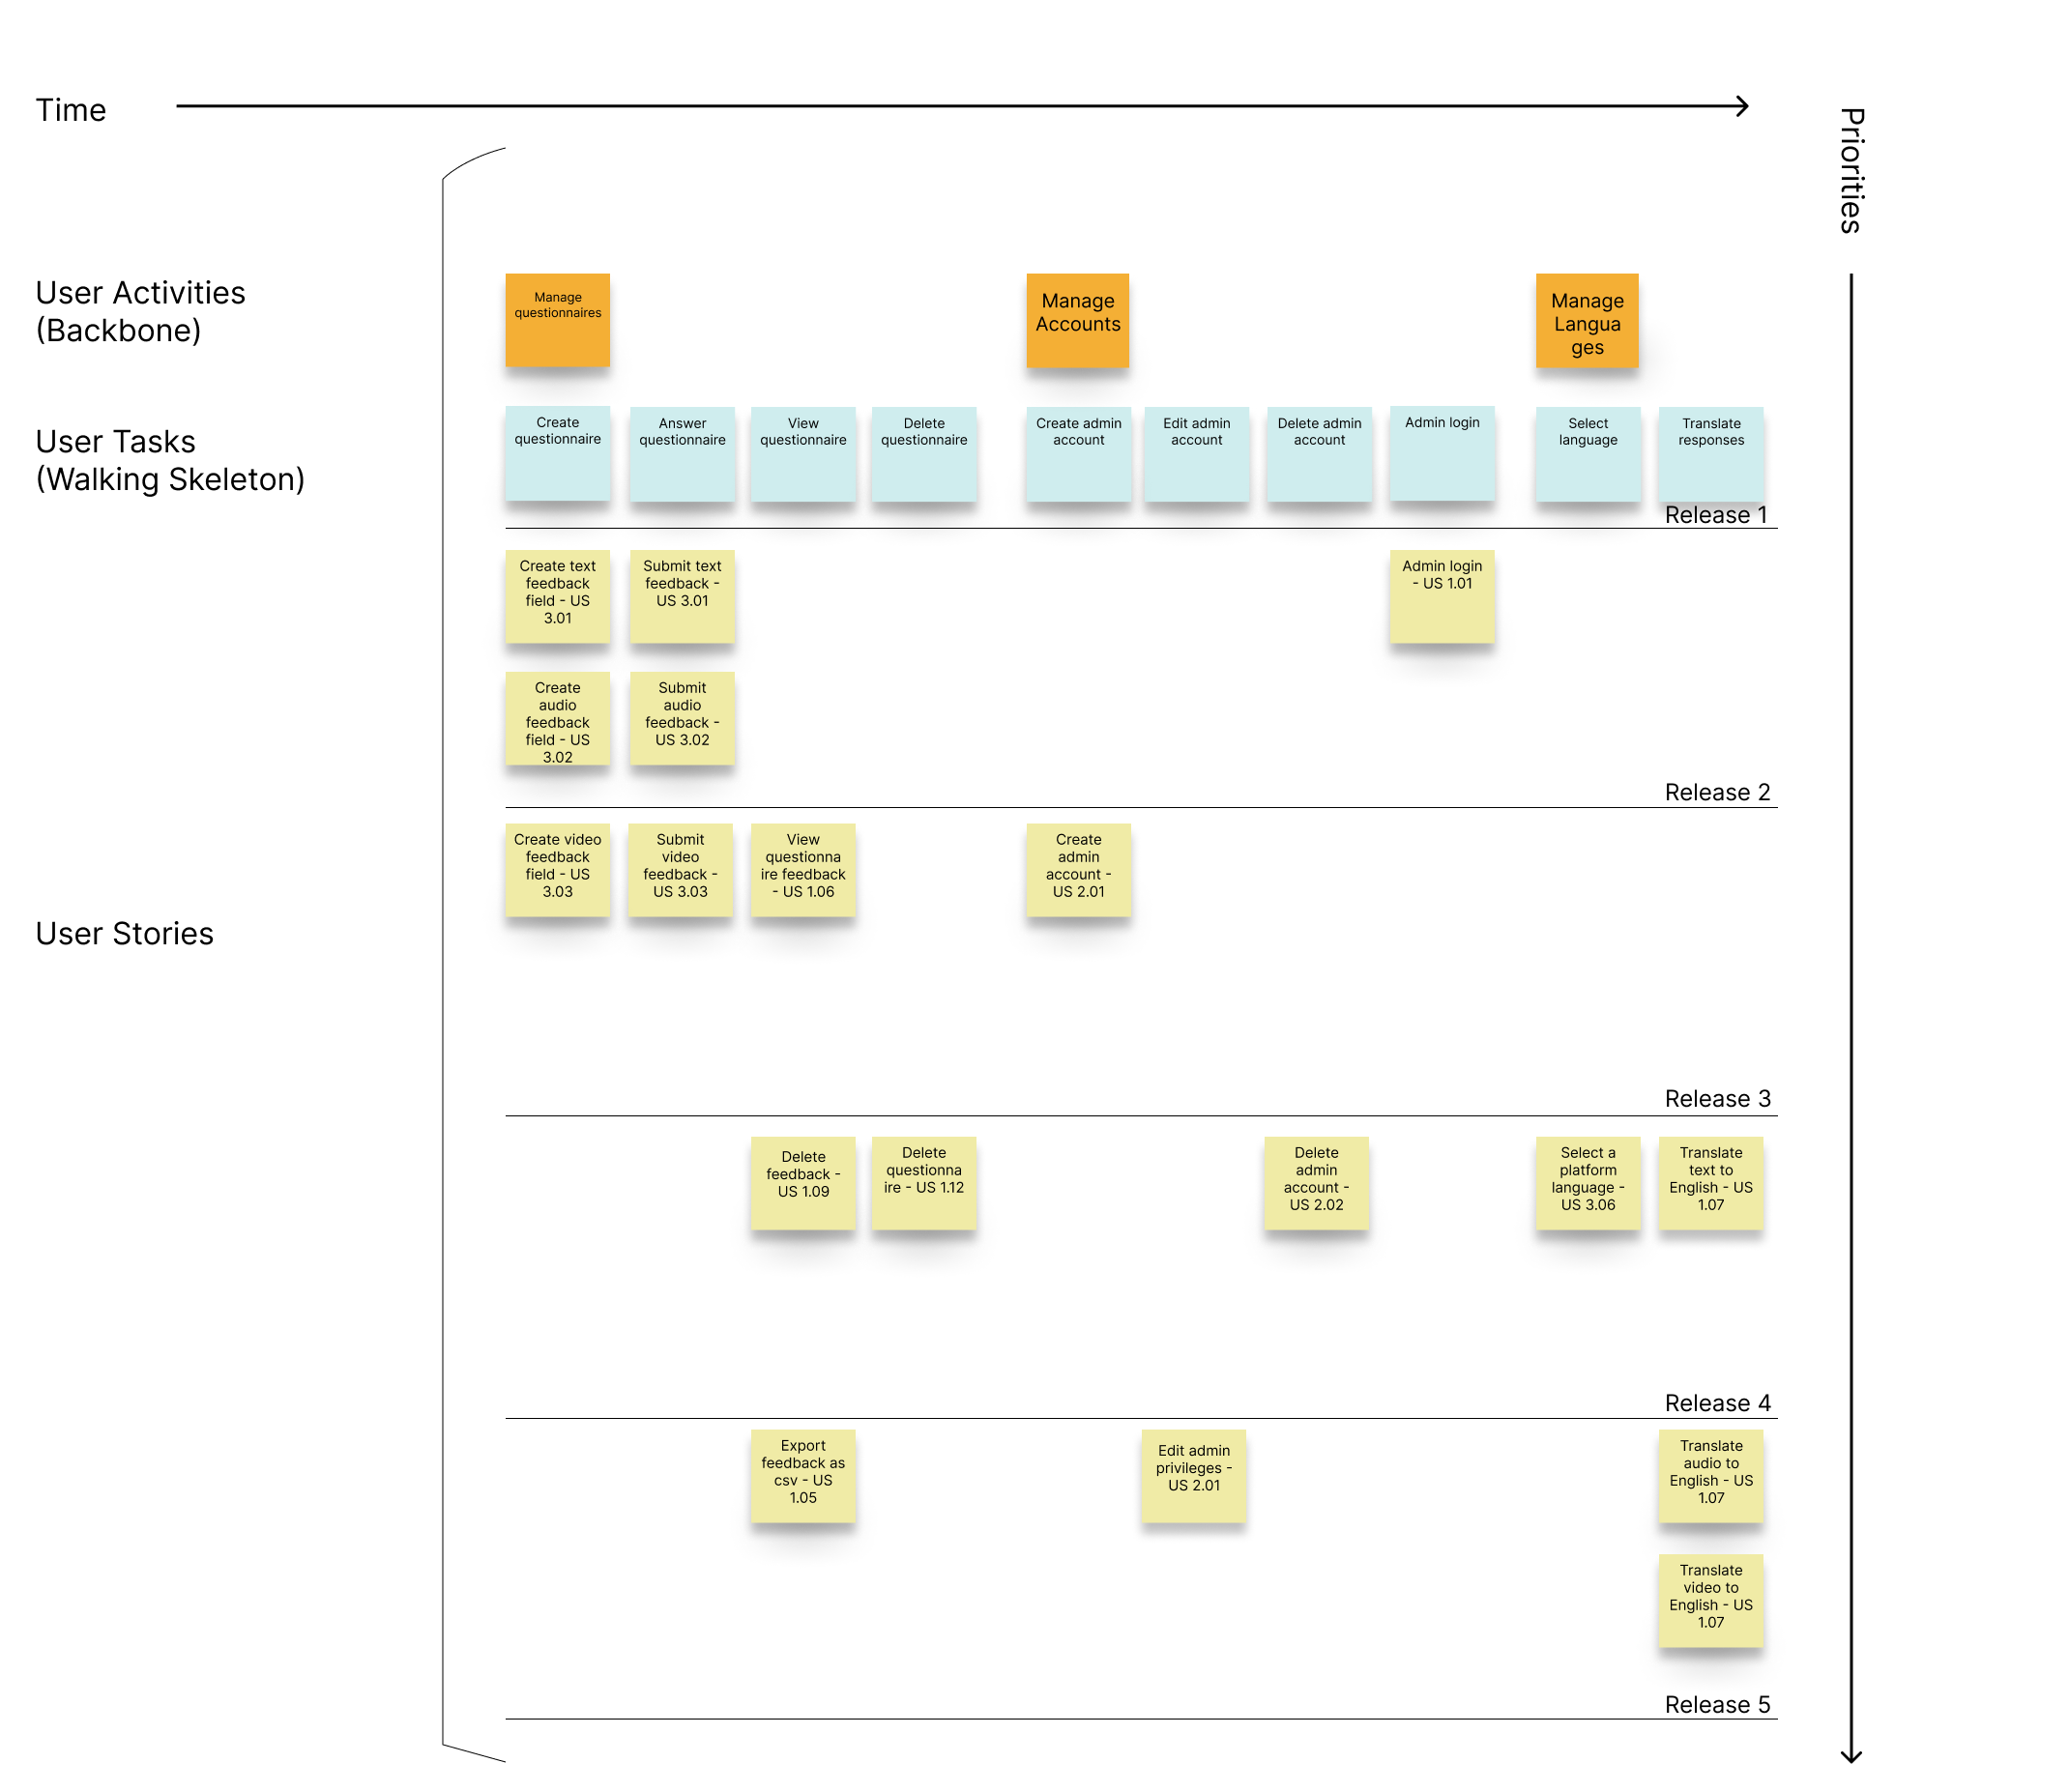 Time
Priorities
User Activities
(Backbone)
Manage
questionnaires
Manage
Accounts
Manage
Langua
ges
User Tasks
(Walking Skeleton)
Create
questionnaire
Answer
questionnaire
View
questionnaire
Delete
questionnaire
Create admin
account
Edit admin
account
Delete admin
account
Admin login
Select
language
Translate
responses
Release 1
Create text
feedback
field - US
3.01
Submit text
feedback -
US 3.01
Admin login
- US 1.01
Create
audio
feedback
field - US
3.02
Submit
audio
feedback -
US 3.02
Release 2
Create video
feedback
field - US
3.03
Submit
video
feedback -
US 3.03
View
questionna
ire feedback
- US 1.06
Create
admin
account -
US 2.01
User Stories
Release 3
Delete
feedback -
US 1.09
Delete
questionna
ire - US 1.12
Delete
admin
account -
US 2.02
Select a
platform
language -
US 3.06
Translate
text to
English - US
1.07
Release 4
Export
feedback as
csv - US
1.05
Edit admin
privileges -
US 2.01
Translate
audio to
English - US
1.07
Translate
video to
English - US
1.07
Release 5